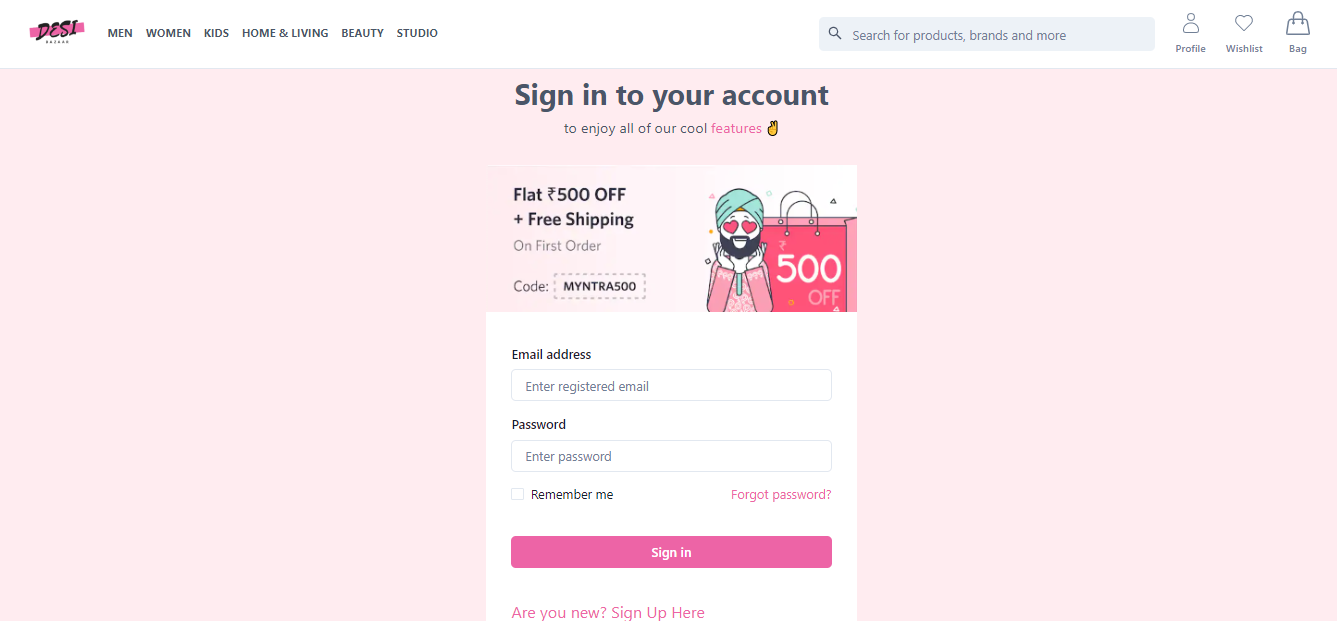 DESI
BAZAAR
MEN WOMEN KIDS HOME & LIVING BEAUTY STUDIO
Search for products, brands and more
Profile Wishlist Bag
Sign in to your account
to enjoy all of our cool features ✌
Flat ₹500 OFF
+ Free Shipping
On First Order
Code: MYNTRA500
₹
500
OFF
Email address
Enter registered email
Password
Enter password
Remember me Forgot password?
Sign in
Are you new? Sign Up Here